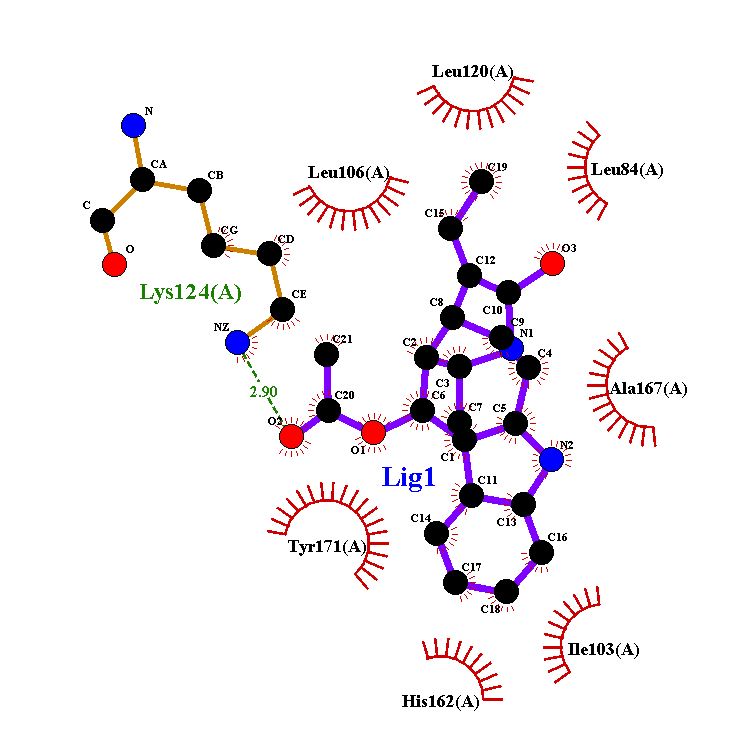 Leu120(A)
N
CA
CB
Leu106(A)
C19
Leu84(A)
C
O
CG
CD
C15
O3
Lys124(A)
CE
C12
C10
NZ
C8
C9
N1
C21
C2
C4
C3
2.90
C20
C6
Ala167(A)
O2
O1
C7
C5
C1
N2
Lig1
C11
C14
C13
Tyr171(A)
C16
C17
C18
Ile103(A)
His162(A)